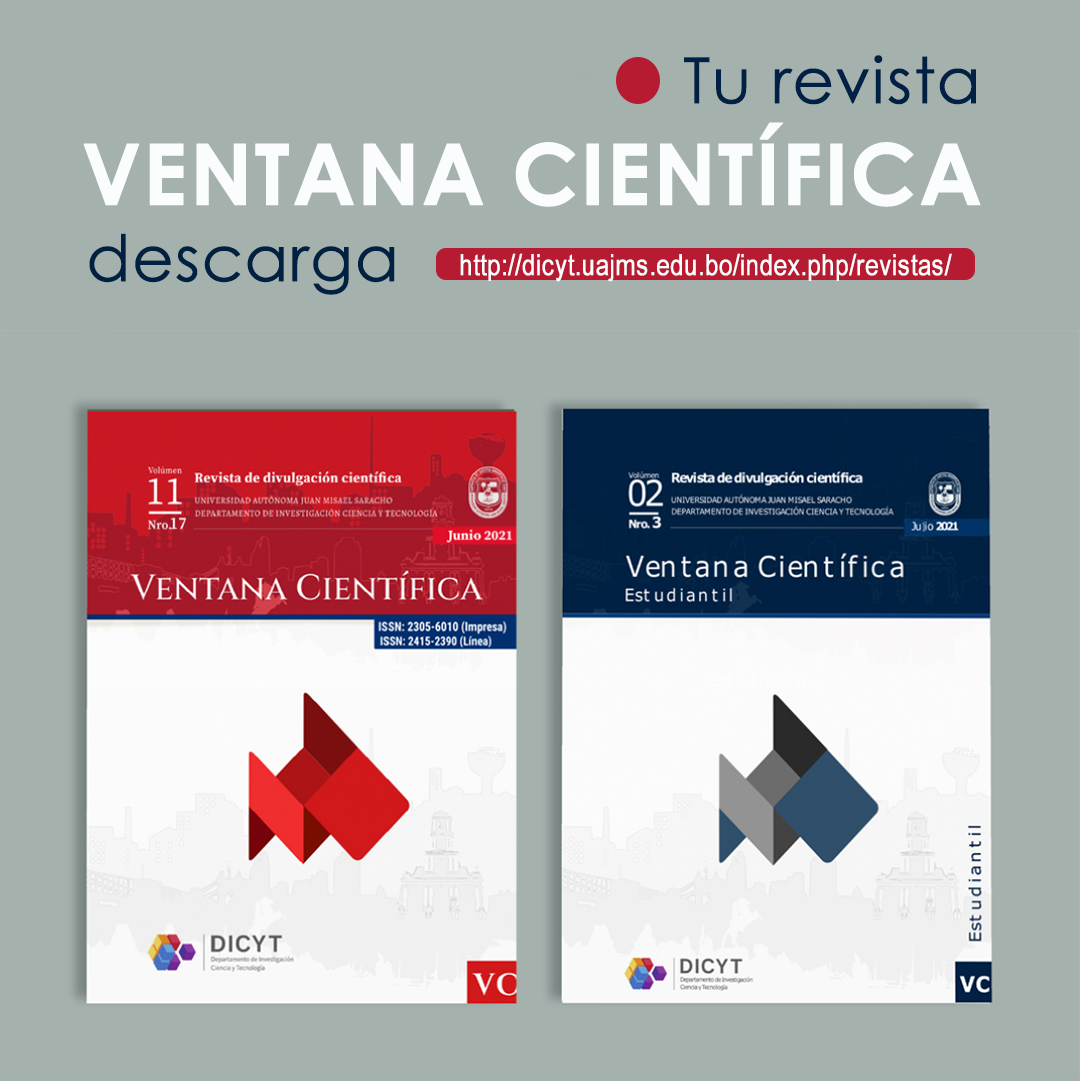 Tu revista
VENTANA CIENTÍFICA
descarga
http://dicyt.uajms.edu.bo/index.php/revistas/
Volúmen
11
Nro.17
Revista de divulgación científica
UNIVERSIDAD AUTÓNOMA JUAN MISAEL SARACHO
DEPARTAMENTO DE INVESTIGACIÓN CIENCIA Y TECNOLOGÍA
Junio 2021
VENTANA CIENTÍFICA
ISSN: 2305-6010 (Impresa)
ISSN: 2415-2390 (Línea)
DICYT
Departamento de Investigación
Ciencia y Tecnología
VC
Volúmen
02
Nro. 3
Revista de divulgación científica
UNIVERSIDAD AUTÓNOMA JUAN MISAEL SARACHO
DEPARTAMENTO DE INVESTIGACIÓN CIENCIA Y TECNOLOGÍA
Julio 2021
Ventana Científica
Estudiantil
Estudiantil
DICYT
Departamento de Investigación
Ciencia y Tecnología
VC